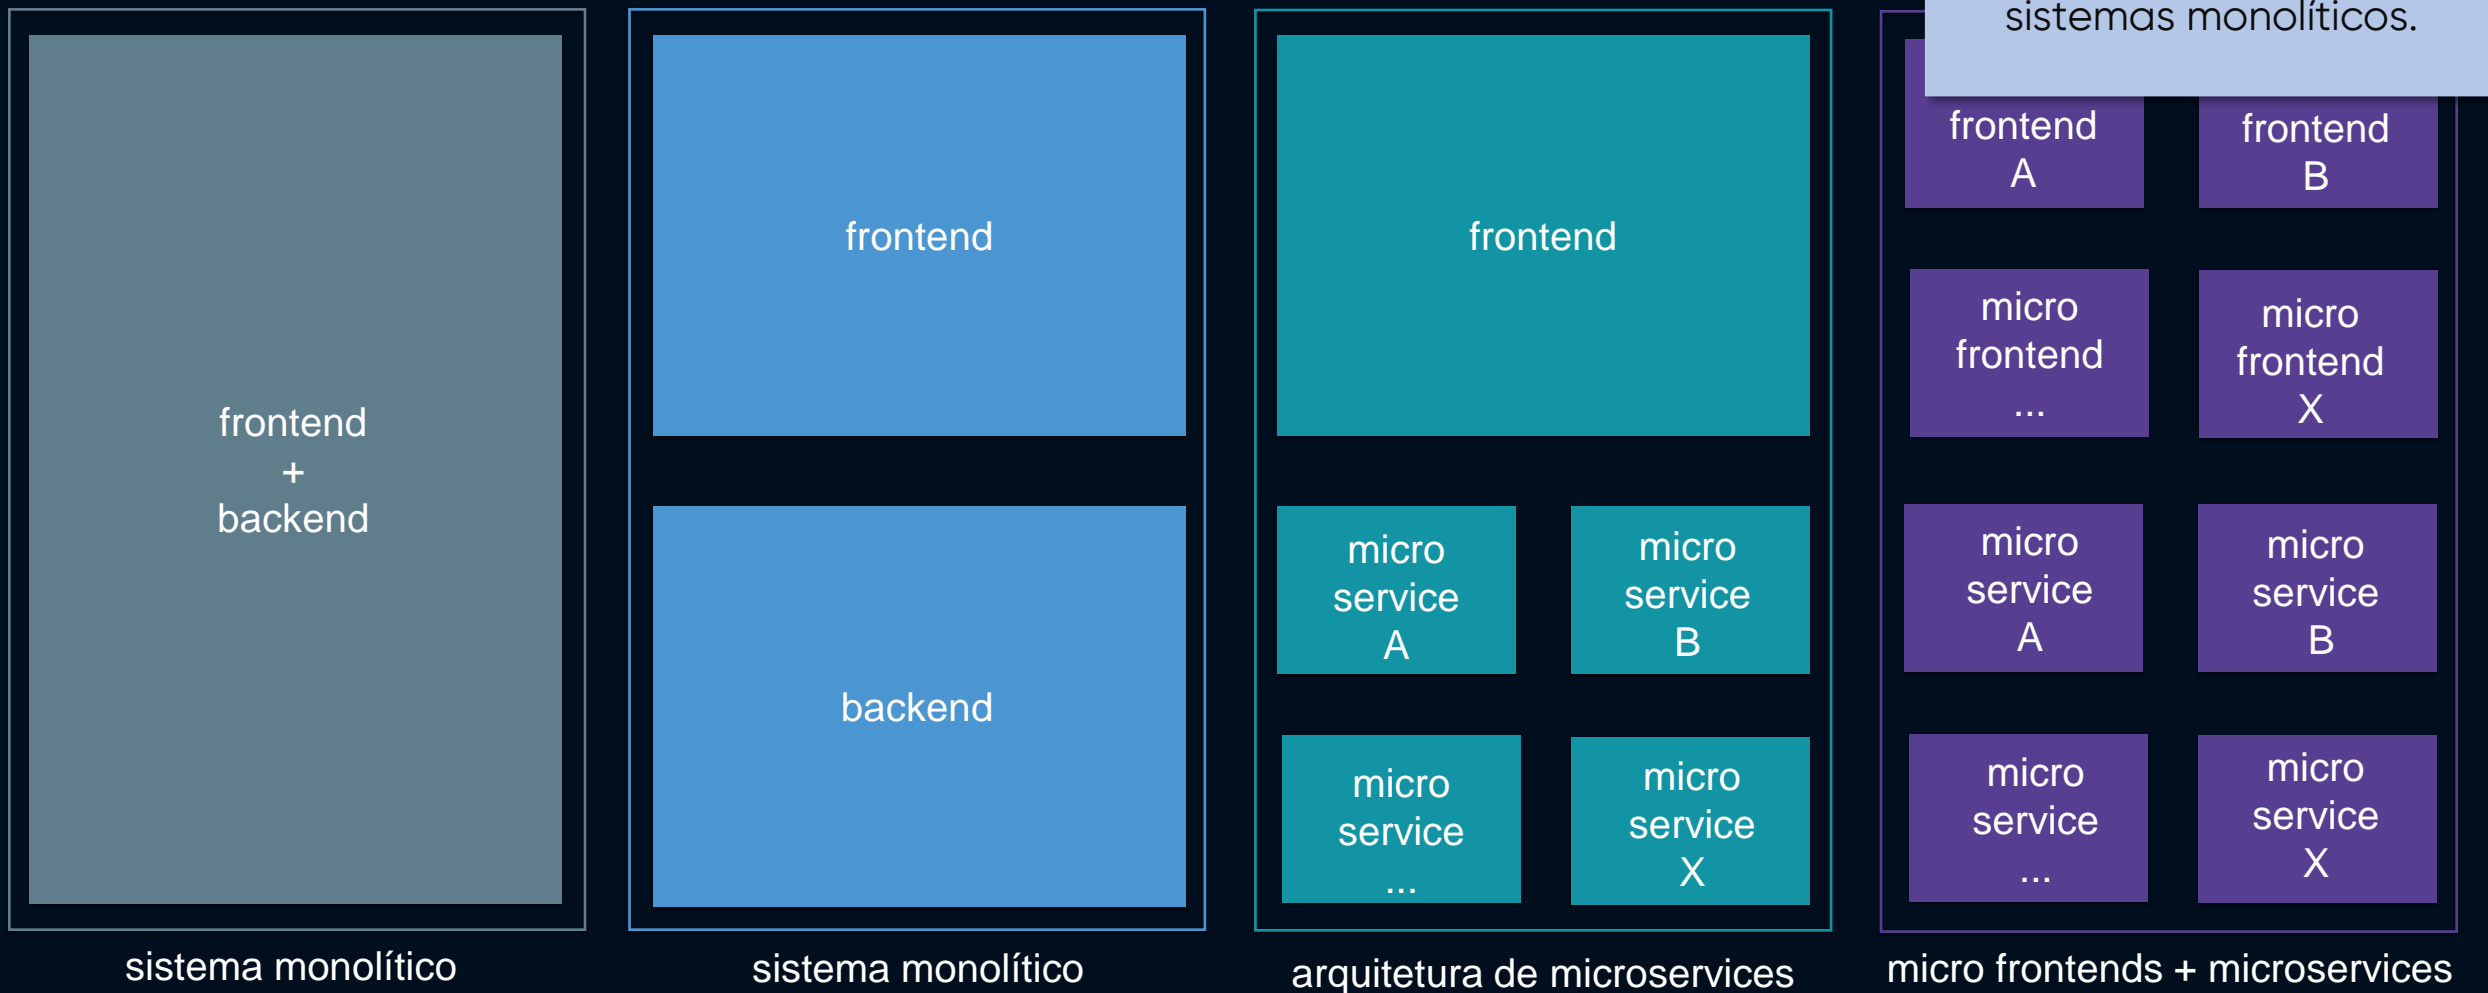 sistemas monolíticos.
frontend
+
backend
sistema monolítico
frontend
backend
sistema monolítico
frontend
micro
service
A
micro
service
B
micro
service
...
micro
service
X
arquitetura de microservices
frontend
A
frontend
B
micro
frontend
...
micro
frontend
X
micro
service
A
micro
service
B
micro
service
...
micro
service
X
micro frontends + microservices